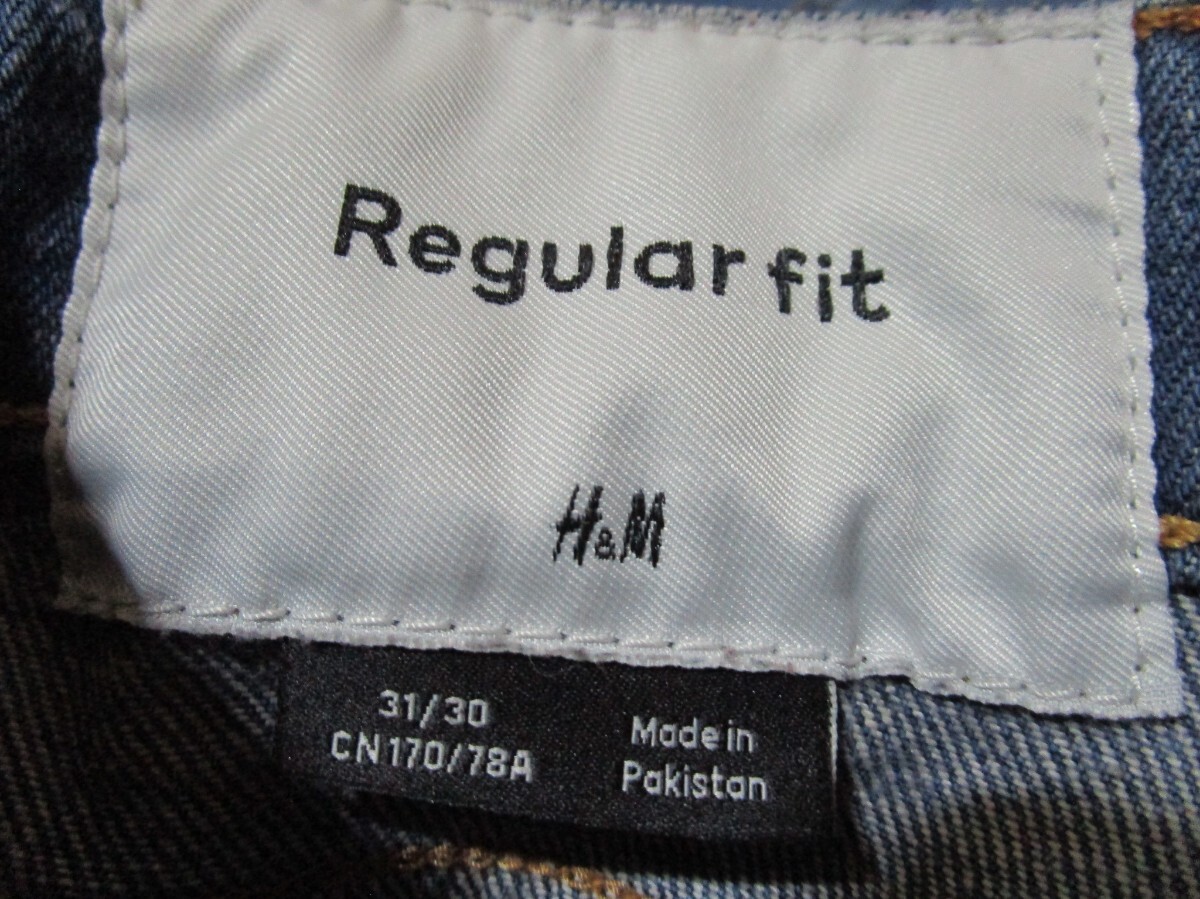 Regular fit
H&M
31/30
CN170/78A
Made in
Pakistan